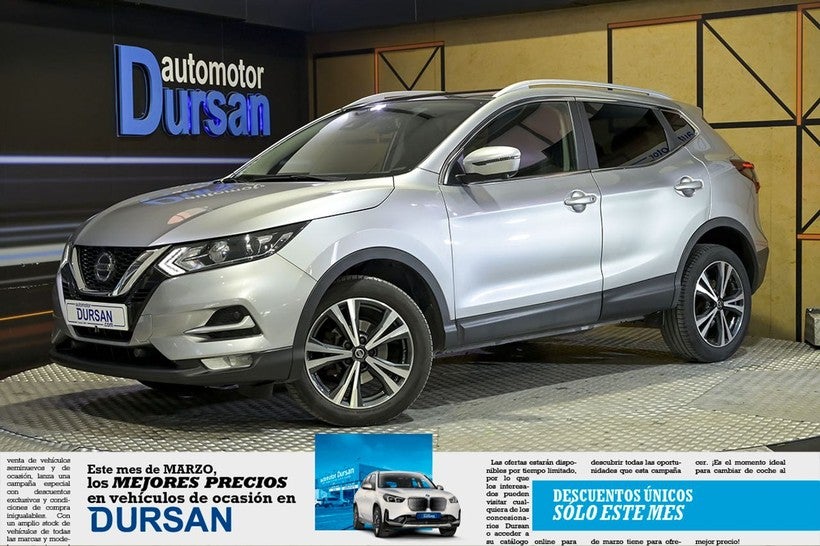 automotor
Dursan
automotor
DURSAN
.com
venta de vehículos
seminuevos y de
ocasión, lanza una
campaña especial
con descuentos
exclusivos y condi-
ciones de compra
inigualables. Con
un amplio stock de
vehículos de todas
las marcas y mode-
Este mes de MARZO,
los MEJORES PRECIOS
en vehículos de ocasión en
DURSAN
automotor Dursan
Las ofertas estarán dispo-
nibles por tiempo limitado,
por lo que
los interesa-
dos pueden
visitar cual-
quiera de los
concesiona-
rios Dursan
o acceder a
su catálogo online para
descubrir todas las oportu-
nidades que esta campaña
de marzo tiene para ofre-
cer. ¡Es el momento ideal
para cambiar de coche al
mejor precio!
DESCUENTOS ÚNICOS
SÓLO ESTE MES